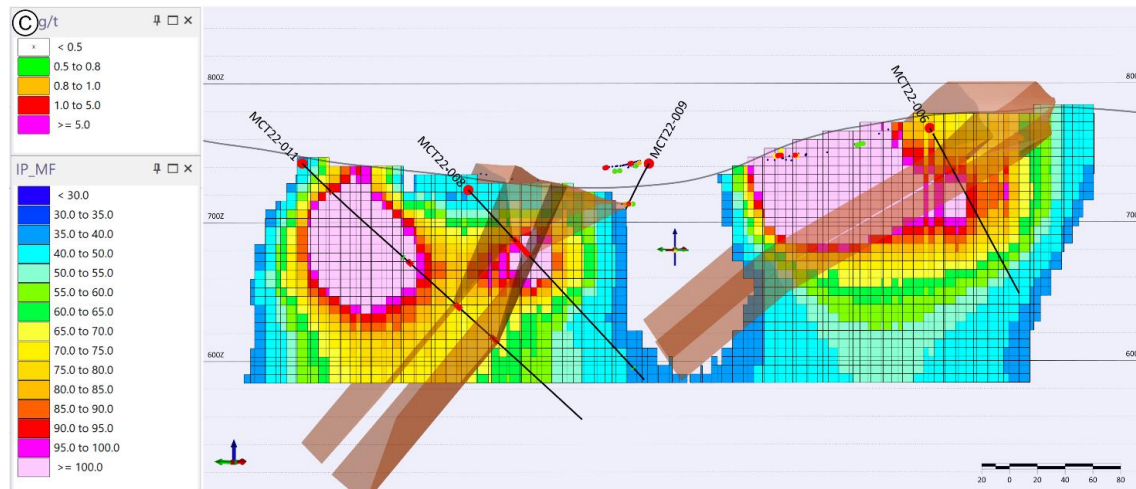 C g/t
< 0.5
0.5 to 0.8
0.8 to 1.0
1.0 to 5.0
>= 5.0
IP_MF
< 30.0
30.0 to 35.0
35.0 to 40.0
40.0 to 50.0
50.0 to 55.0
55.0 to 60.0
60.0 to 65.0
65.0 to 70.0
70.0 to 75.0
75.0 to 80.0
80.0 to 85.0
85.0 to 90.0
90.0 to 95.0
95.0 to 100.0
>= 100.0
800Z
700Z
600Z
MCT22-011
MCT22-008
MCT22-009
MCT22-006
20 0 20 40 60 80